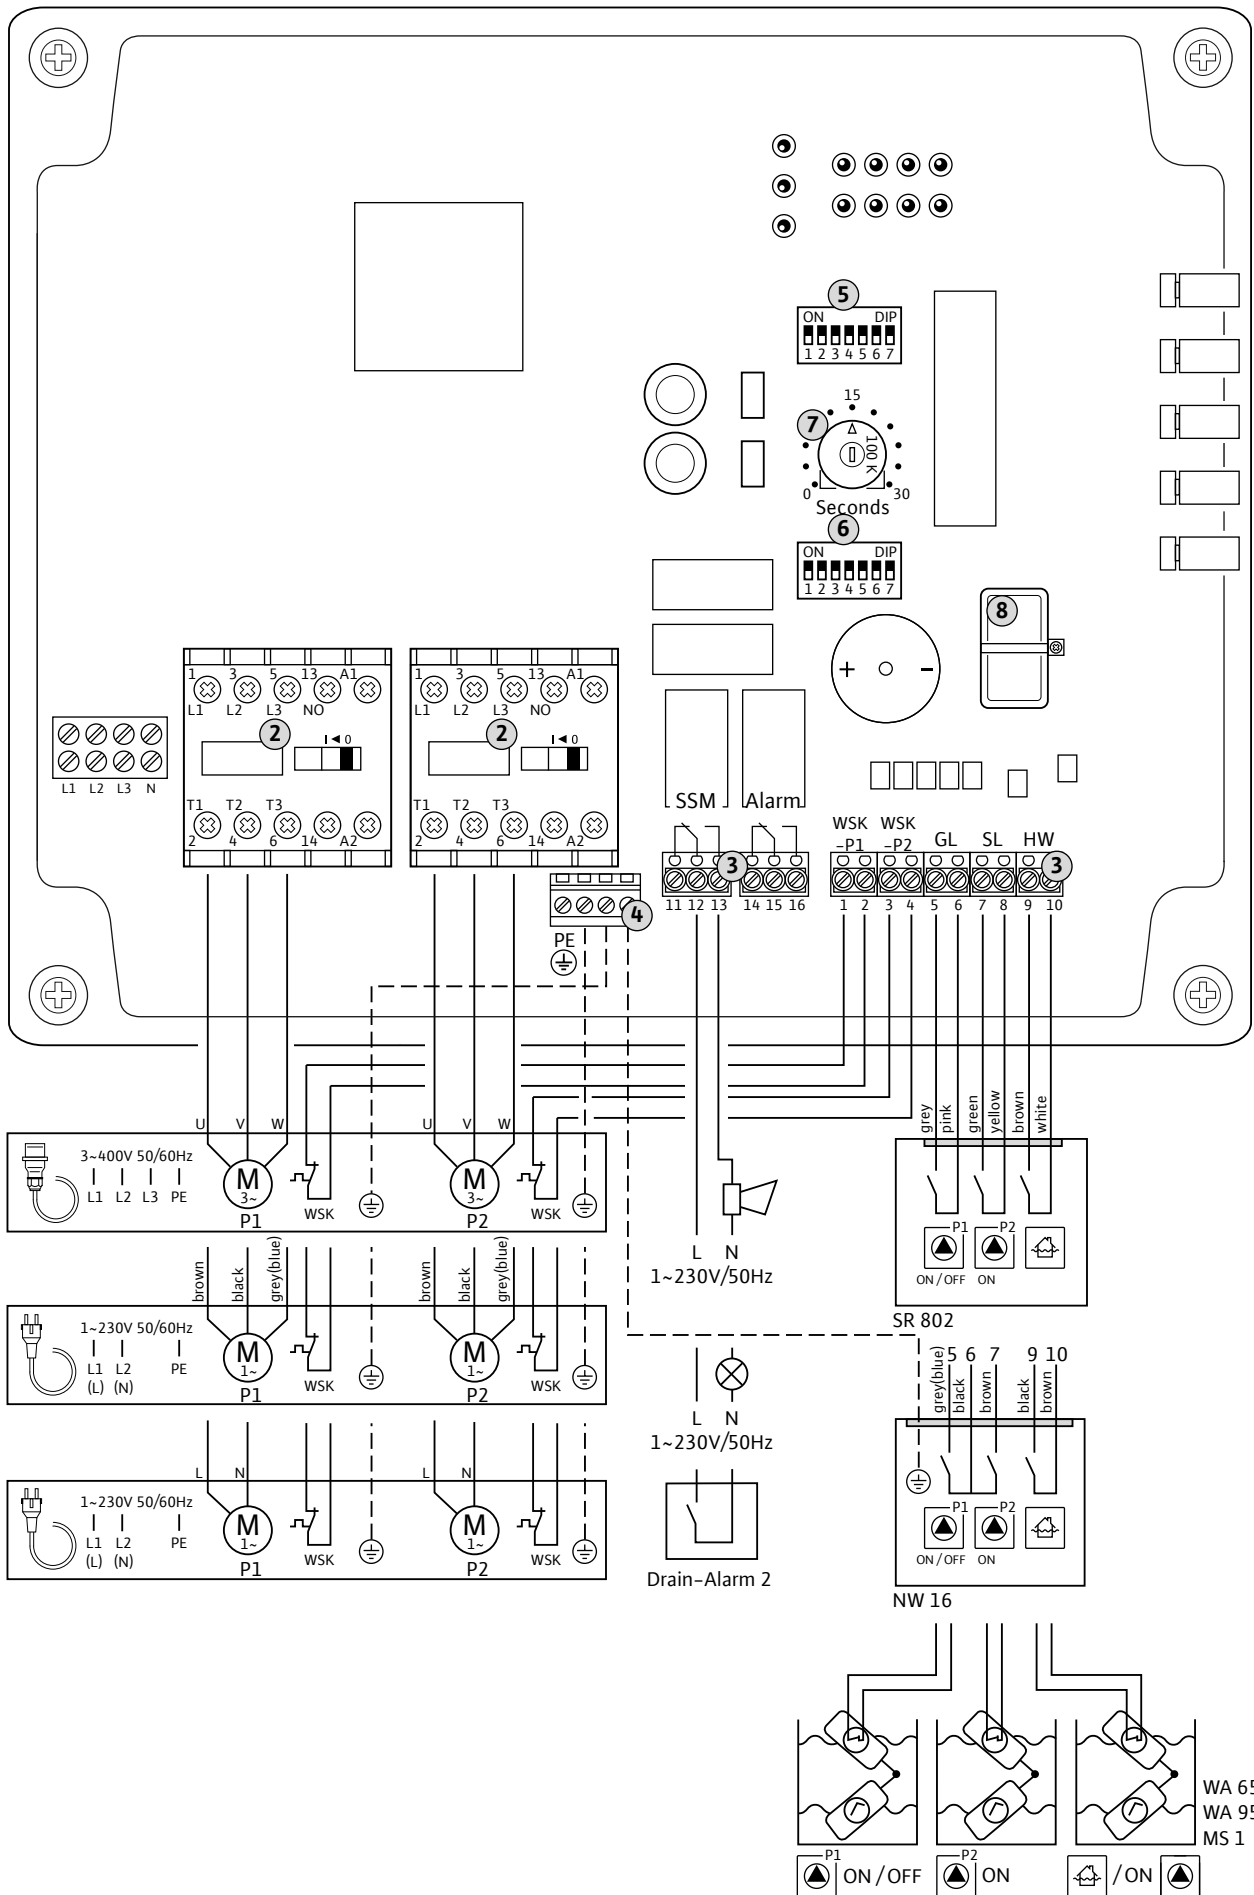 5
ON DIP
1 2 3 4 5 6 7
15
7
100 K
0 30
Seconds
6
ON DIP
1 2 3 4 5 6 7
8
+ −
1 3 5 13 A1
L1 L2 L3 NO
2
I ◄ 0
T1 T2 T3
2 4 6 14 A2
1 3 5 13 A1
L1 L2 L3 NO
2
I ◄ 0
T1 T2 T3
2 4 6 14 A2
L1 L2 L3 N
SSM Alarm
3
11 12 13 14 15 16
WSK -P1 WSK -P2 GL SL HW
3
1 2 3 4 5 6 7 8 9 10
4
PE
U V W U V W
3~400V 50/60Hz
L1 L2 L3 PE
M 3~
P1
WSK
M 3~
P2
WSK
brown black grey(blue) brown black grey(blue)
1~230V 50/60Hz
L1 L2 PE
(L) (N)
M 1~
P1
WSK
M 1~
P2
WSK
L N L N
1~230V 50/60Hz
L1 L2 PE
(L) (N)
M 1~
P1
WSK
M 1~
P2
WSK
L N
1~230V/50Hz
L N
1~230V/50Hz
Drain-Alarm 2
grey pink green yellow brown white
P1 P2
ON/OFF ON
SR 802
5 6 7 9 10
grey(blue) black brown black brown
P1 P2
ON/OFF ON
NW 16
WA 65
WA 95
MS 1
P1 ON/OFF P2 ON /ON